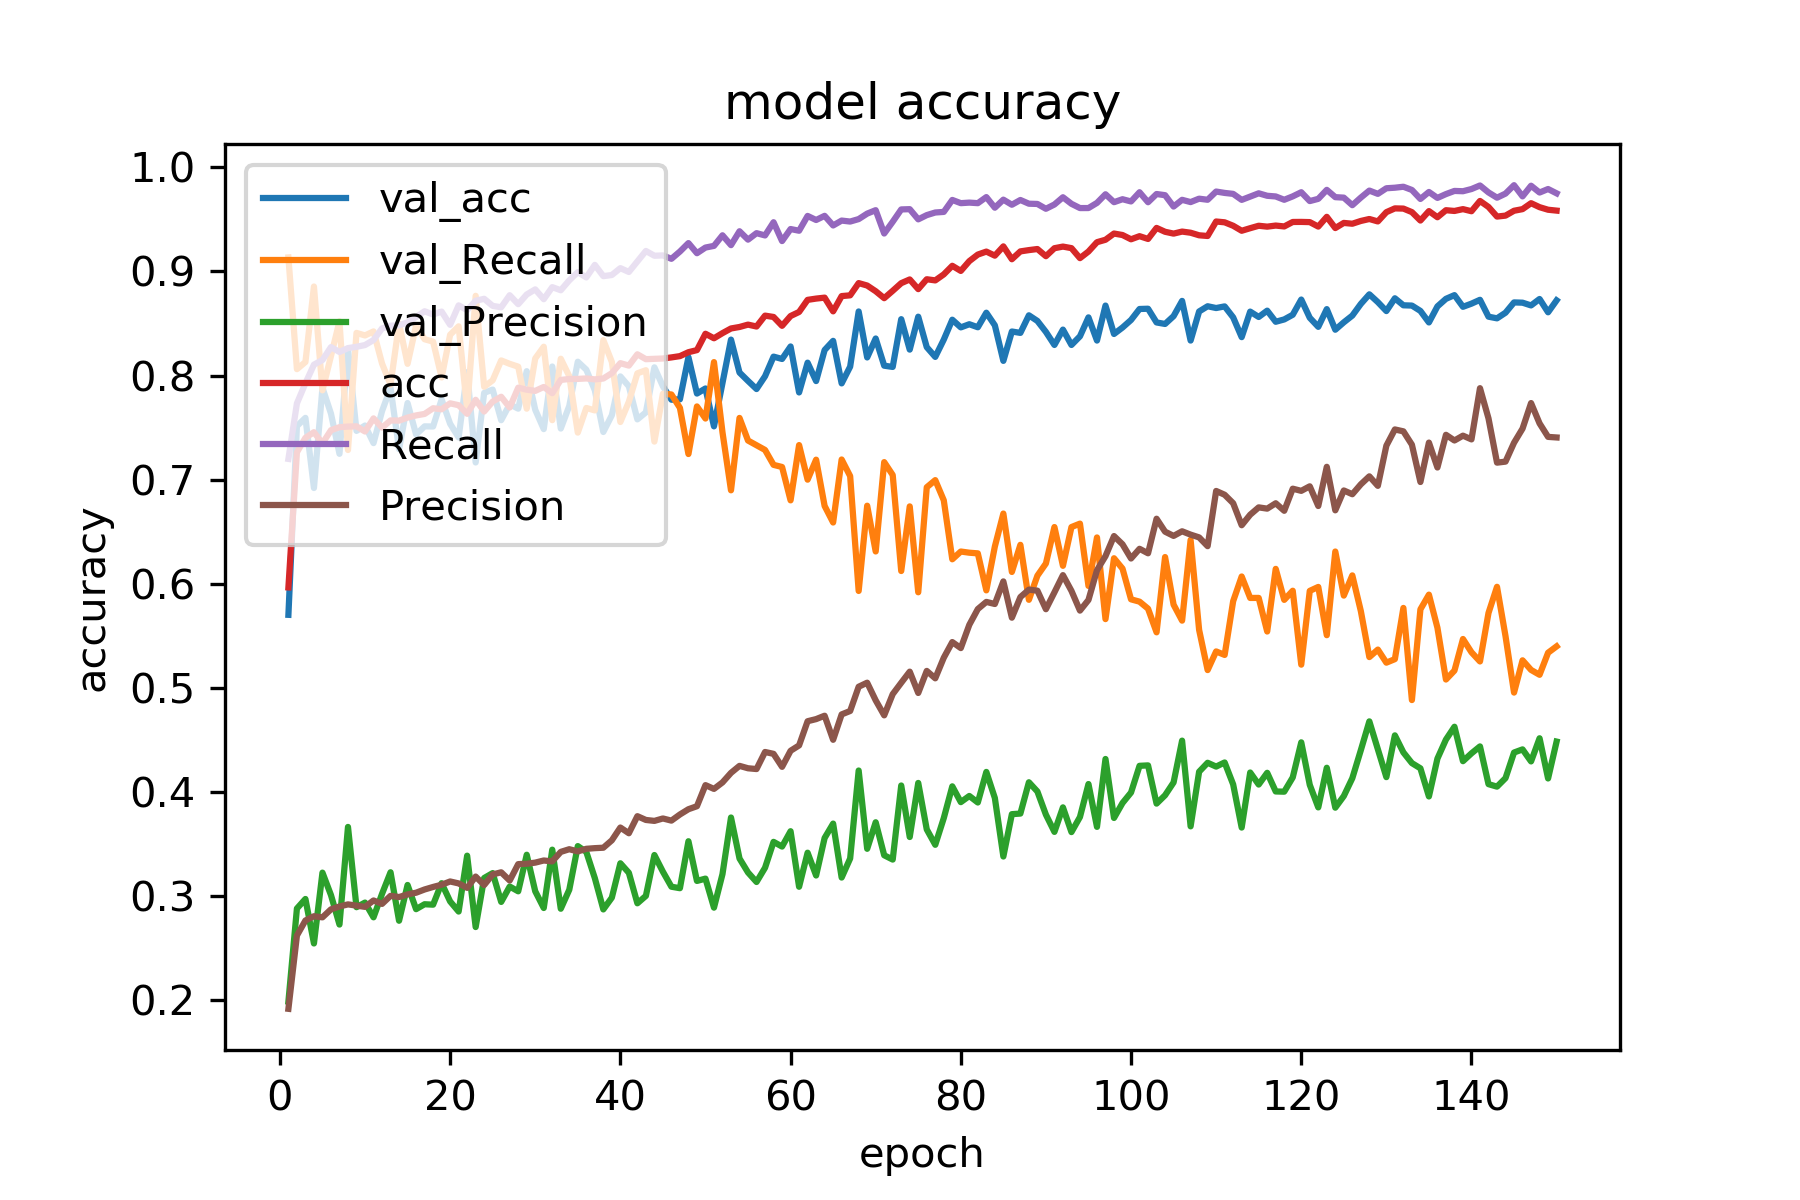 model accuracy
accuracy
1.0
0.9
0.8
0.7
0.6
0.5
0.4
0.3
0.2
val_acc
val_Recall
val_Precision
acc
Recall
Precision
0 20 40 60 80 100 120 140
epoch